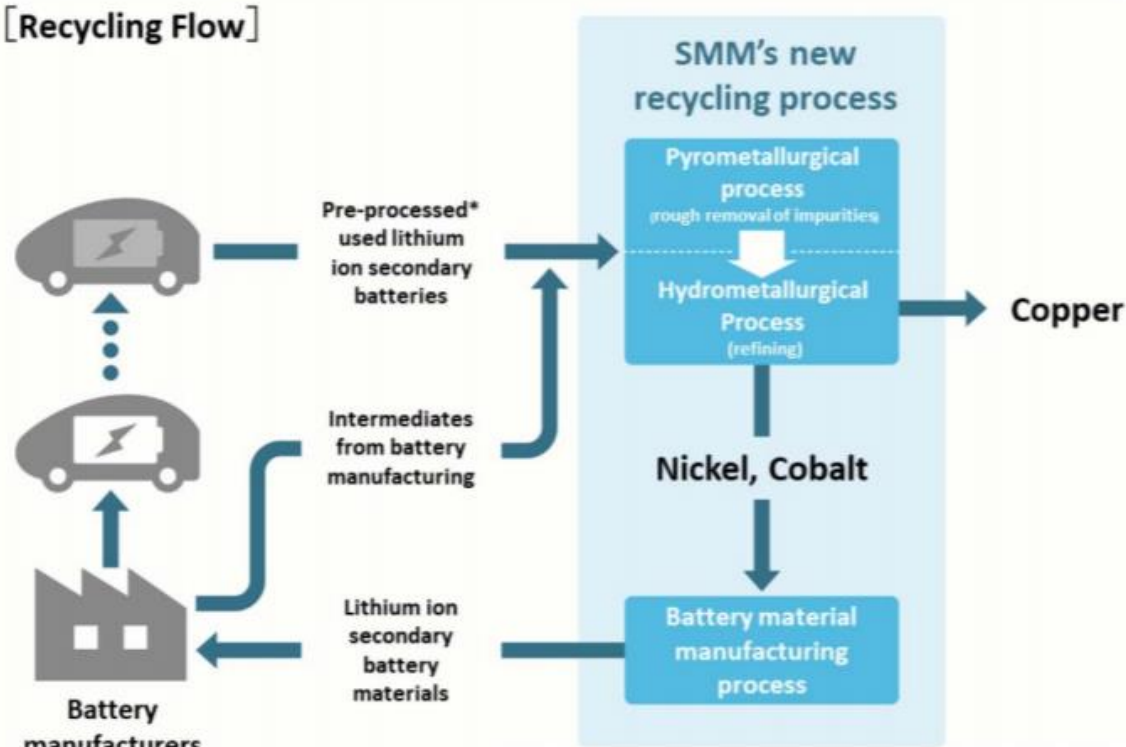 [Recycling Flow]
SMM's new
recycling process
Pyrometallurgical
process
(rough removal of impurities)
Pre-processed*
used lithium
ion secondary
batteries
Hydrometallurgical
Process
(refining)
Copper
Intermediates
from battery
manufacturing
Nickel, Cobalt
Lithium ion
secondary
battery
materials
Battery material
manufacturing
process
Battery
manufacturers